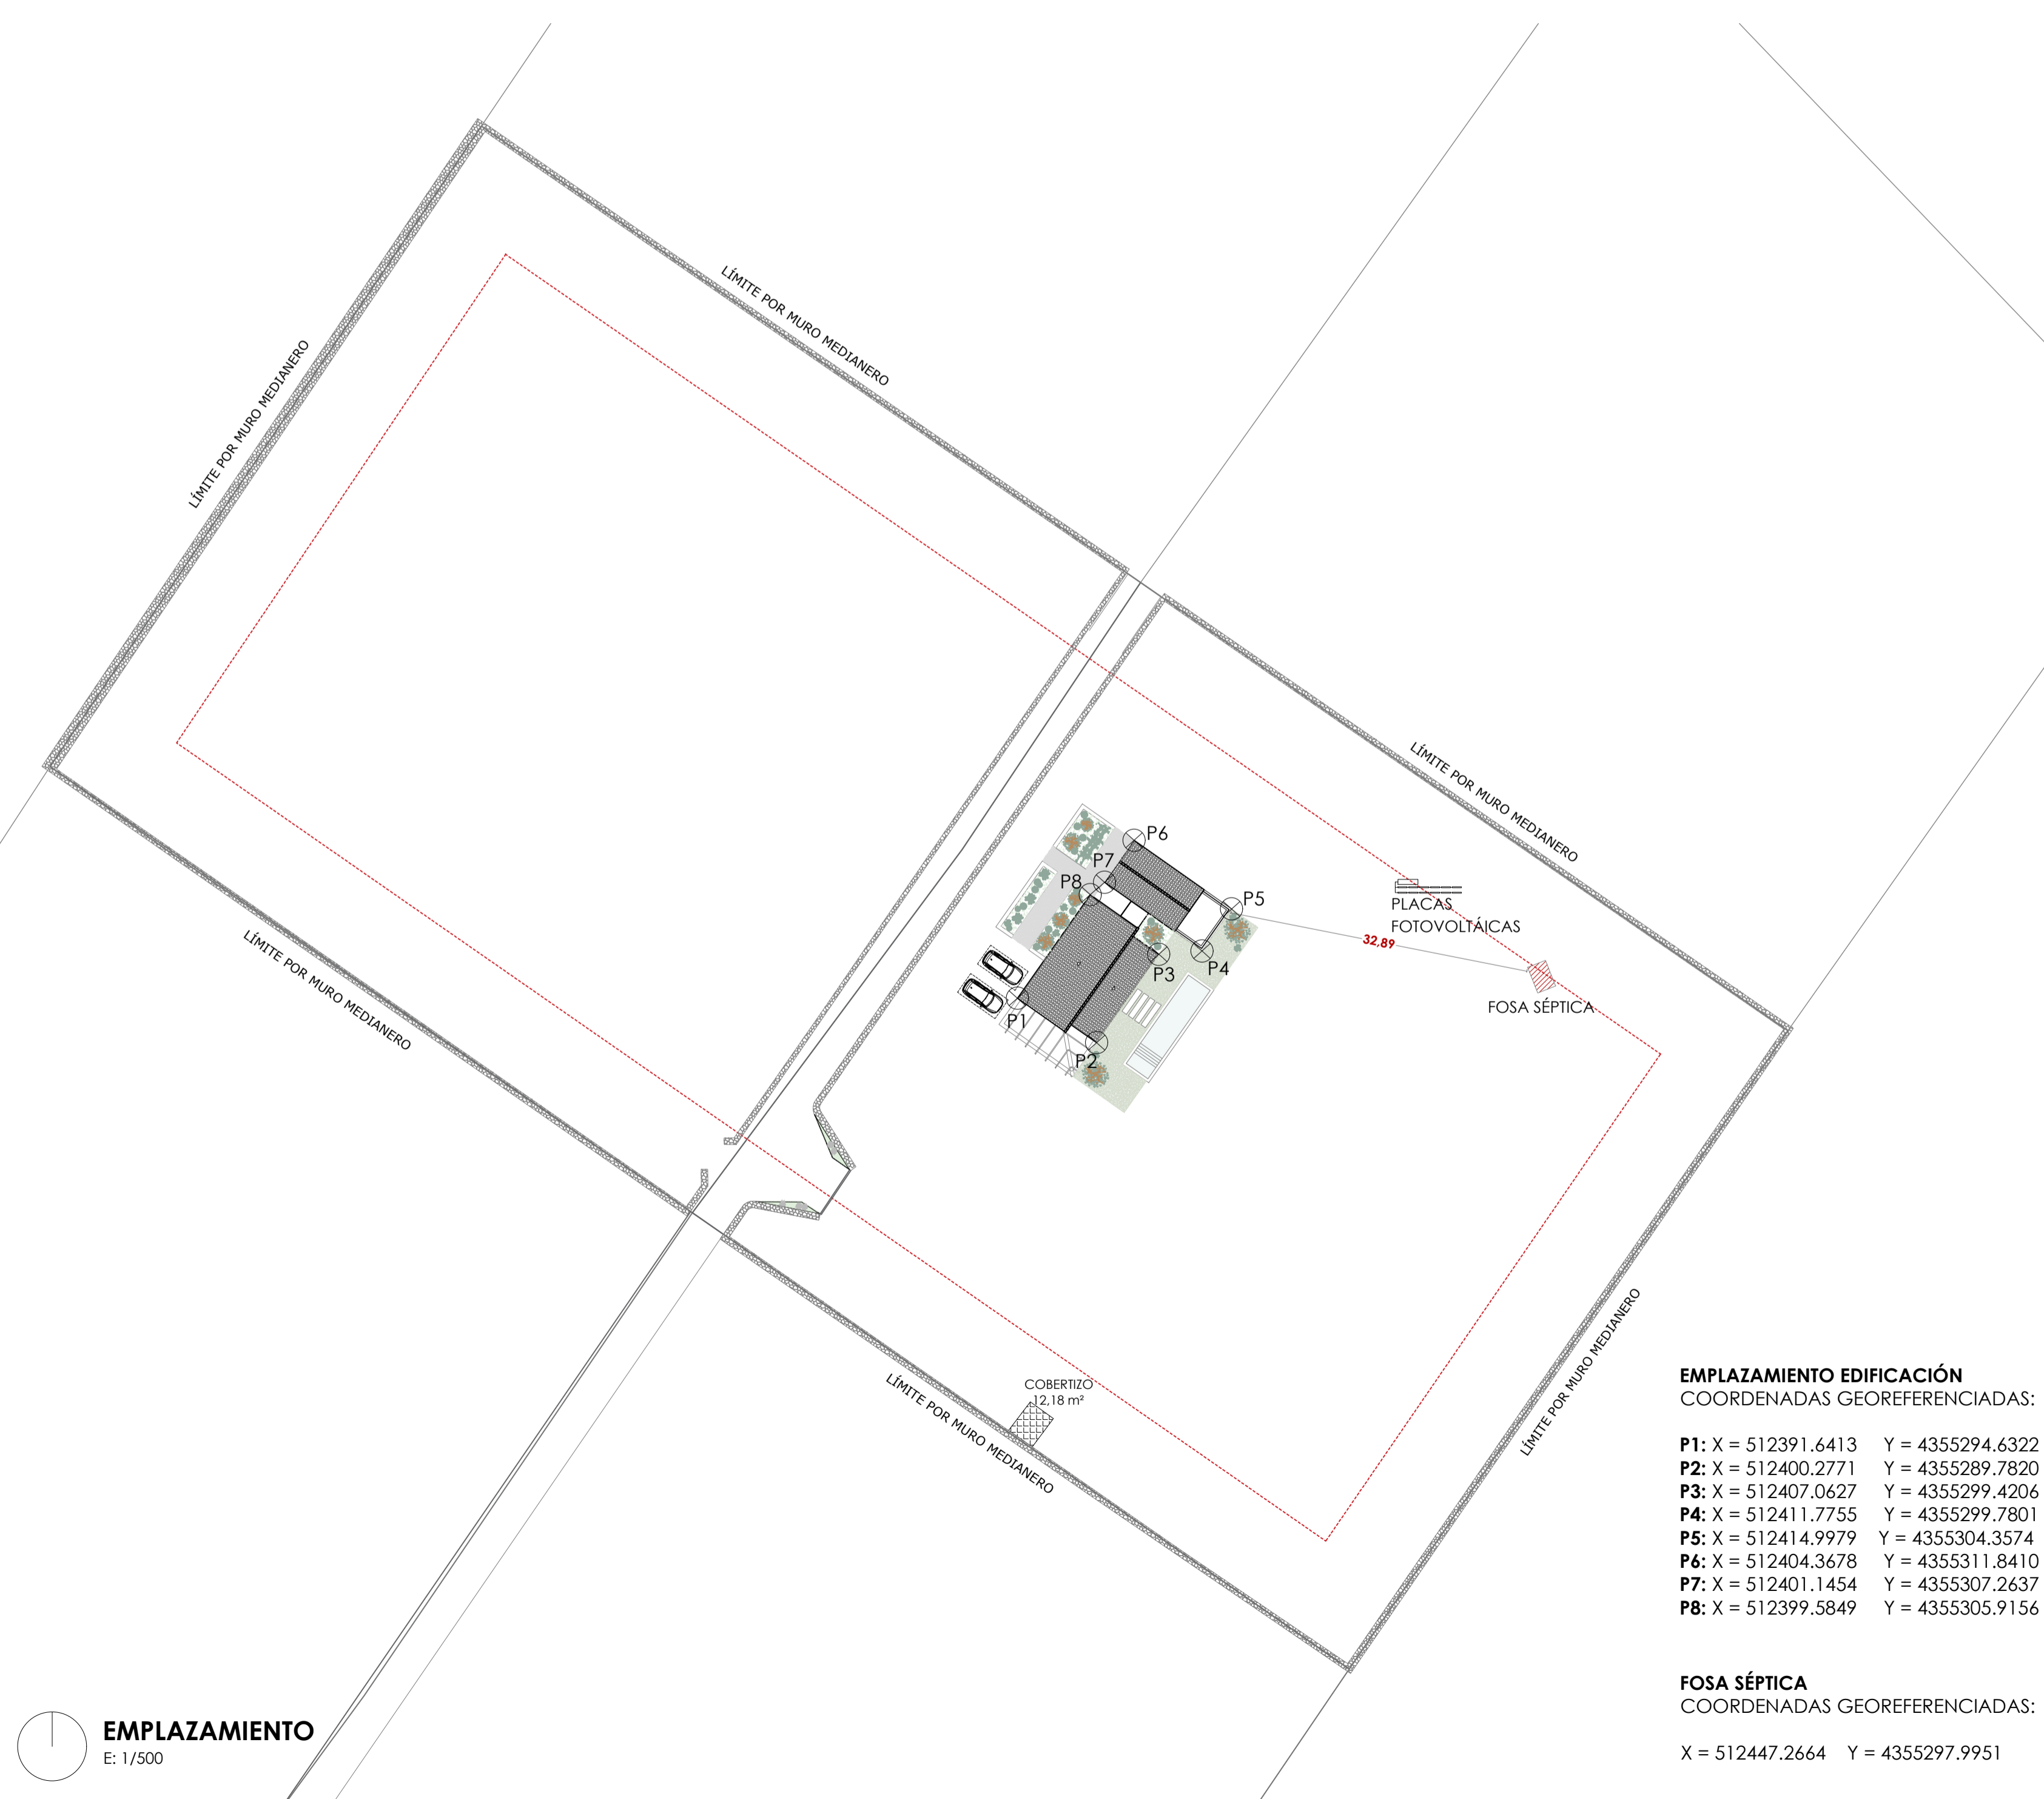 LÍMITE POR MURO MEDIANERO
LÍMITE POR MURO MEDIANERO
LÍMITE POR MURO MEDIANERO
P6
P7
P8
P5
PLACAS
FOTOVOLTÁICAS
32,89
P4
P3
FOSA SÉPTICA
P1
P2
LÍMITE POR MURO MEDIANERO
COBERTIZO
12,18 m²
LÍMITE POR MURO MEDIANERO
LÍMITE POR MURO MEDIANERO
EMPLAZAMIENTO EDIFICACIÓN
COORDENADAS GEOREFERENCIADAS:
P1: X = 512391.6413 Y = 4355294.6322
P2: X = 512400.2771 Y = 4355289.7820
P3: X = 512407.0627 Y = 4355299.4206
P4: X = 512411.7755 Y = 4355299.7801
P5: X = 512414.9979 Y = 4355304.3574
P6: X = 512404.3678 Y = 4355311.8410
P7: X = 512401.1454 Y = 4355307.2637
P8: X = 512399.5849 Y = 4355305.9156
FOSA SÉPTICA
COORDENADAS GEOREFERENCIADAS:
X = 512447.2664 Y = 4355297.9951
EMPLAZAMIENTO
E: 1/500